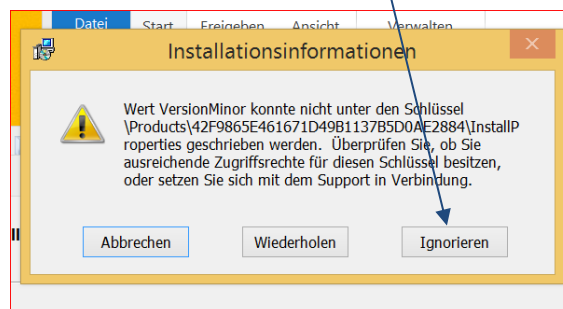 Datei Start Freigeben Ansicht Verwalten
Installationsinformationen
Wert VersionMinor konnte nicht unter den Schlüssel
\Products\42F9865E461671D49B1137B5D0AE2884\InstallP
roperties geschrieben werden. Überprüfen Sie, ob Sie
ausreichende Zugriffsrechte für diesen Schlüssel besitzen,
oder setzen Sie sich mit dem Support in Verbindung.
Abbrechen Wiederholen Ignorieren